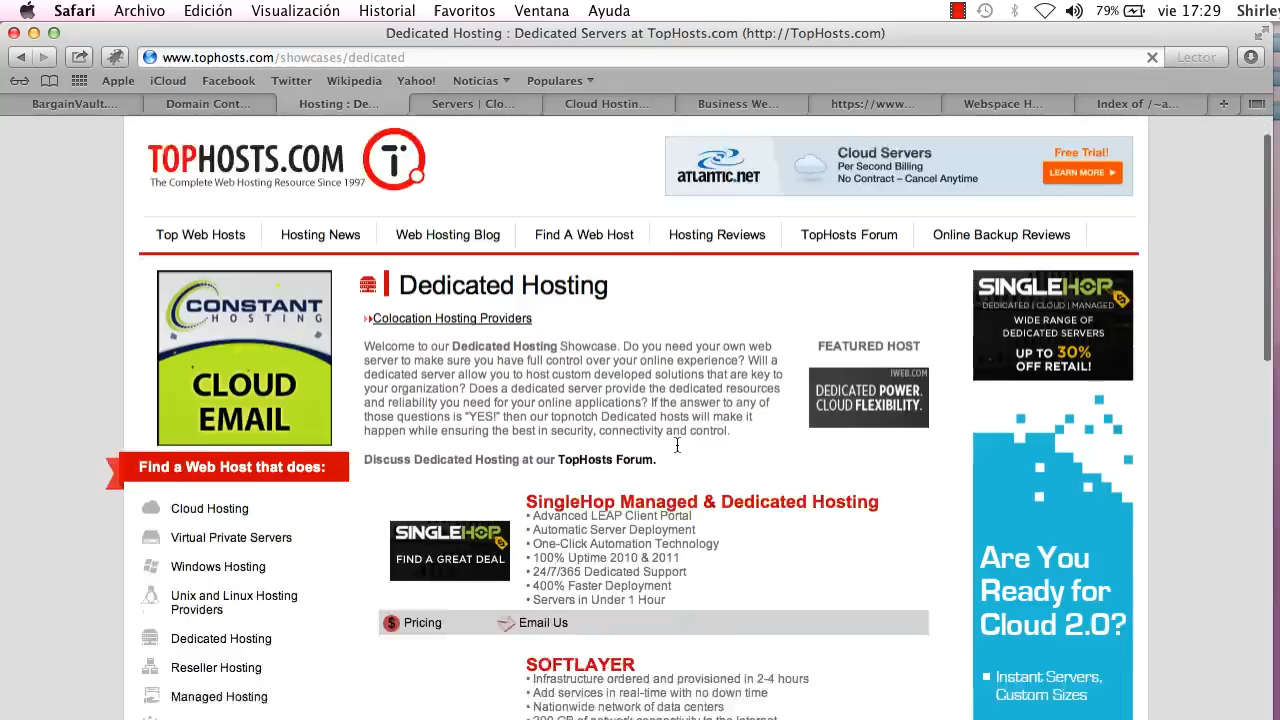 Safari Archivo Edición Visualización Historial Favoritos Ventana Ayuda 79% vie 17:29 Shirley
Dedicated Hosting : Dedicated Servers at TopHosts.com (http://TopHosts.com)
www.tophosts.com/showcases/dedicated Lector
Apple iCloud Facebook Twitter Wikipedia Yahoo! Noticias Populares
BargainVault.... Domain Cont... Hosting : De... Servers | Clo... Cloud Hostin... Business We... https://www... Webspace H... Index of /~a...
TOPHOSTS.COM
The Complete Web Hosting Resource Since 1997
ATLANTIC.NET
Cloud Servers
Per Second Billing
No Contract – Cancel Anytime
Free Trial!
LEARN MORE
Top Web Hosts Hosting News Web Hosting Blog Find A Web Host Hosting Reviews TopHosts Forum Online Backup Reviews
CONSTANT
HOSTING
CLOUD
EMAIL
Find a Web Host that does:
Cloud Hosting
Virtual Private Servers
Windows Hosting
Unix and Linux Hosting
Providers
Dedicated Hosting
Reseller Hosting
Managed Hosting
Dedicated Hosting
Colocation Hosting Providers
Welcome to our Dedicated Hosting Showcase. Do you need your own web
server to make sure you have full control over your online experience? Will a
dedicated server allow you to host custom developed solutions that are key to
your organization? Does a dedicated server provide the dedicated resources
and reliability you need for your online applications? If the answer to any of
those questions is "YES!" then our topnotch Dedicated hosts will make it
happen while ensuring the best in security, connectivity and control.
Discuss Dedicated Hosting at our TopHosts Forum.
FEATURED HOST
IWEB.COM
DEDICATED POWER.
CLOUD FLEXIBILITY.
SINGLEHOP
FIND A GREAT DEAL
SingleHop Managed & Dedicated Hosting
• Advanced LEAP Client Portal
• Automatic Server Deployment
• One-Click Automation Technology
• 100% Uptime 2010 & 2011
• 24/7/365 Dedicated Support
• 400% Faster Deployment
• Servers in Under 1 Hour
Pricing Email Us
SOFTLAYER
• Infrastructure ordered and provisioned in 2-4 hours
• Add services in real-time with no down time
• Nationwide network of data centers
• 200 GB of network connectivity to the Internet
SINGLEHOP
DEDICATED | CLOUD | MANAGED
WIDE RANGE OF
DEDICATED SERVERS
UP TO 30%
OFF RETAIL!
Are You
Ready for
Cloud 2.0?
Instant Servers,
Custom Sizes